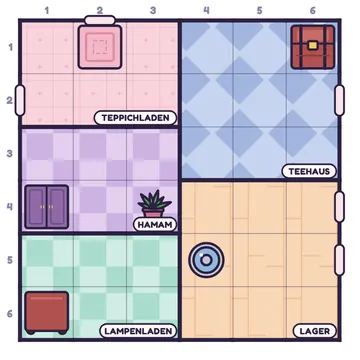 1 2 3 4 5 6
1
2
TEPPICHLADEN
3
TEEHAUS
4
HAMAM
5
6
LAMPENLADEN
LAGER